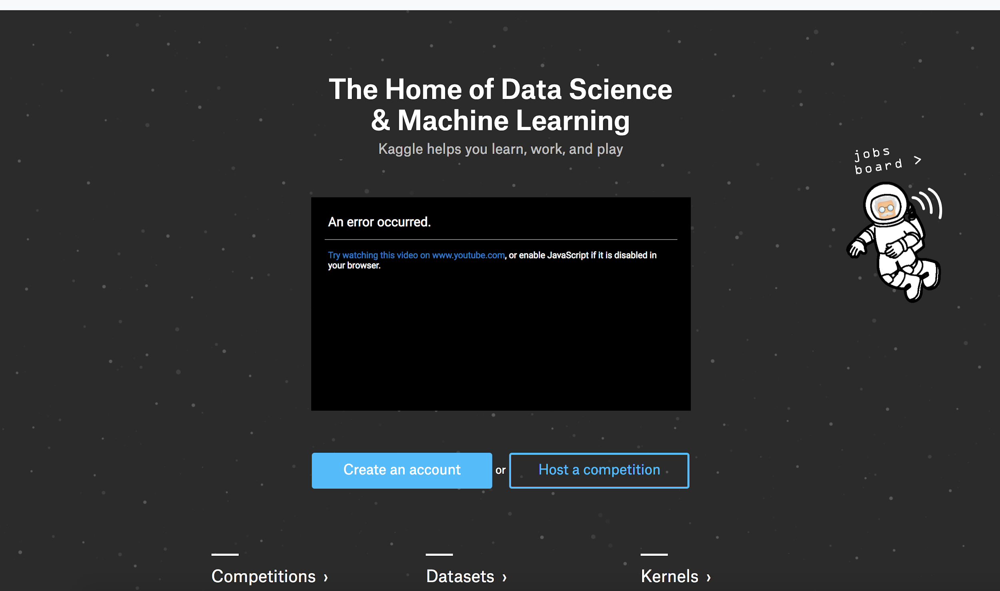 The Home of Data Science
& Machine Learning
Kaggle helps you learn, work, and play
jobs
board >
An error occurred.
Try watching this video on www.youtube.com, or enable JavaScript if it is disabled in
your browser.
Create an account or Host a competition
Competitions ›
Datasets ›
Kernels ›